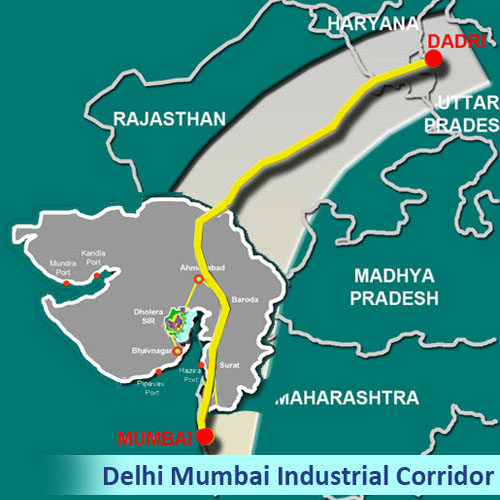 HARYANA
DADRI
UTTAR
PRADES
RAJASTHAN
Ahmedabad
Kandla
Port
Mundra
Port
MADHYA
PRADESH
Baroda
Dholera
SIR
Bhavnagar
Surat
Hazira
Port
Pipavav
Port
MAHARASHTRA
MUMBAI
Delhi Mumbai Industrial Corridor